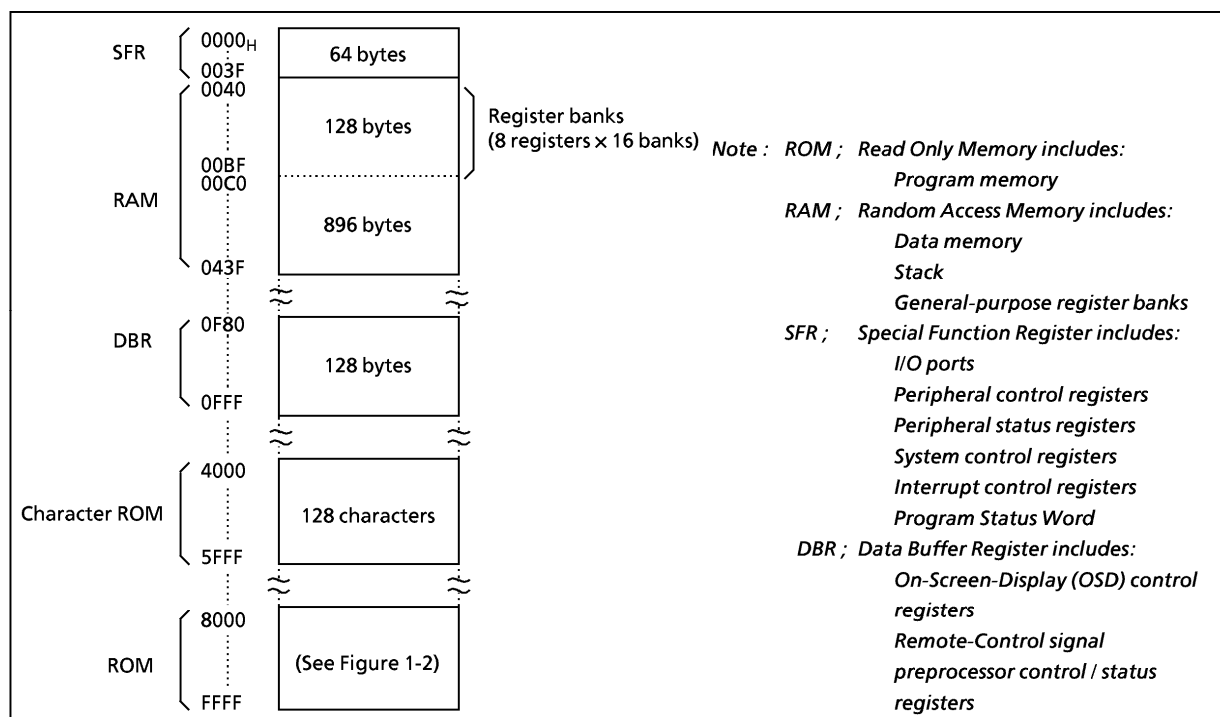 SFR
0000H
003F
64 bytes
RAM
0040
00BF
00C0
043F
128 bytes
896 bytes
Register banks
(8 registers × 16 banks)
DBR
0F80
0FFF
128 bytes
Character ROM
4000
5FFF
128 characters
ROM
8000
FFFF
(See Figure 1-2)
Note : ROM ; Read Only Memory includes:
Program memory
RAM ; Random Access Memory includes:
Data memory
Stack
General-purpose register banks
SFR ; Special Function Register includes:
I/O ports
Peripheral control registers
Peripheral status registers
System control registers
Interrupt control registers
Program Status Word
DBR ; Data Buffer Register includes:
On-Screen-Display (OSD) control
registers
Remote-Control signal
preprocessor control / status
registers